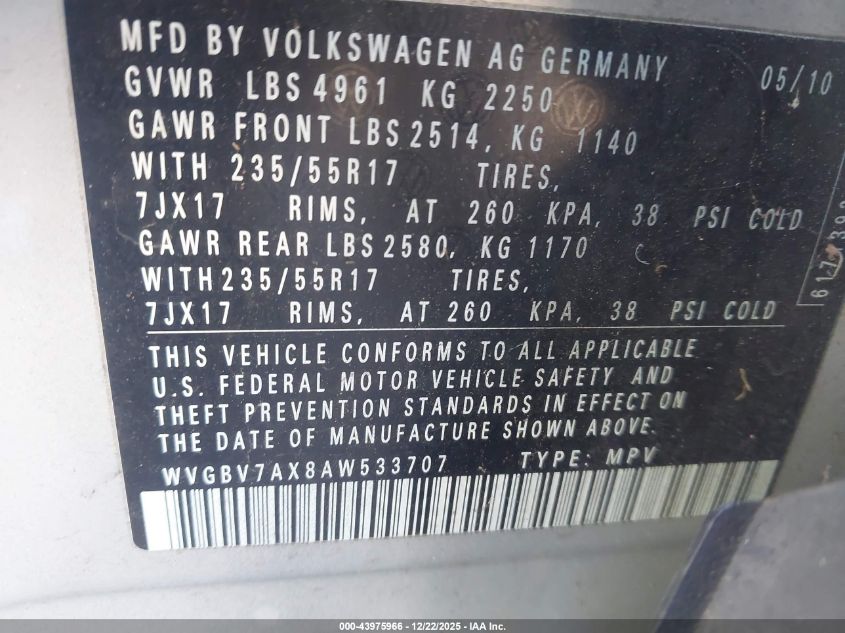 MFD BY VOLKSWAGEN AG GERMANY 05/10
GVWR LBS 4961 KG 2250
GAWR FRONT LBS 2514, KG 1140
WITH 235/55R17 TIRES,
7JX17 RIMS, AT 260 KPA, 38 PSI COLD
GAWR REAR LBS 2580, KG 1170
WITH 235/55R17 TIRES,
7JX17 RIMS, AT 260 KPA, 38 PSI COLD
THIS VEHICLE CONFORMS TO ALL APPLICABLE
U.S. FEDERAL MOTOR VEHICLE SAFETY AND
THEFT PREVENTION STANDARDS IN EFFECT ON
THE DATE OF MANUFACTURE SHOWN ABOVE.
WVGBV7AX8AW533707 TYPE: MPV
000-43975966 - 12/22/2025 - IAA Inc.